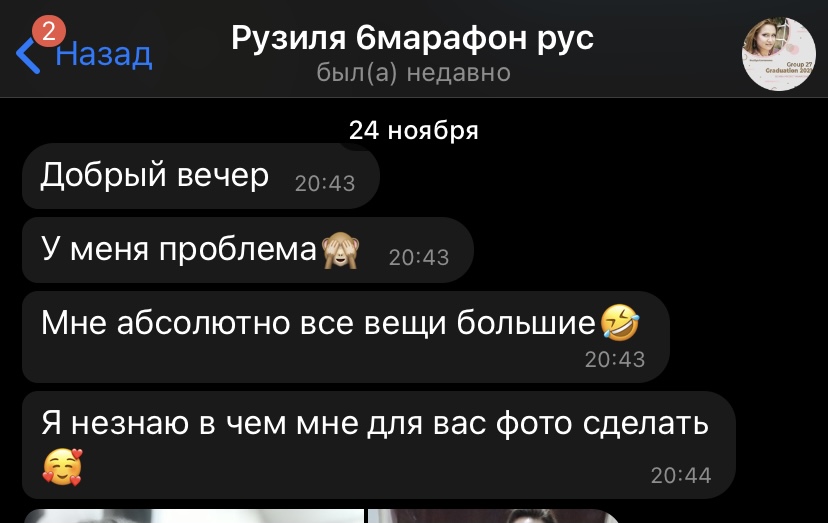 2
Назад
Рузиля 6марафон рус
был(а) недавно
Group 27
Graduation 2021
24 ноября
Добрый вечер 20:43
У меня проблема🙈 20:43
Мне абсолютно все вещи большие🤣
20:43
Я незнаю в чем мне для вас фото сделать
🥰 20:44